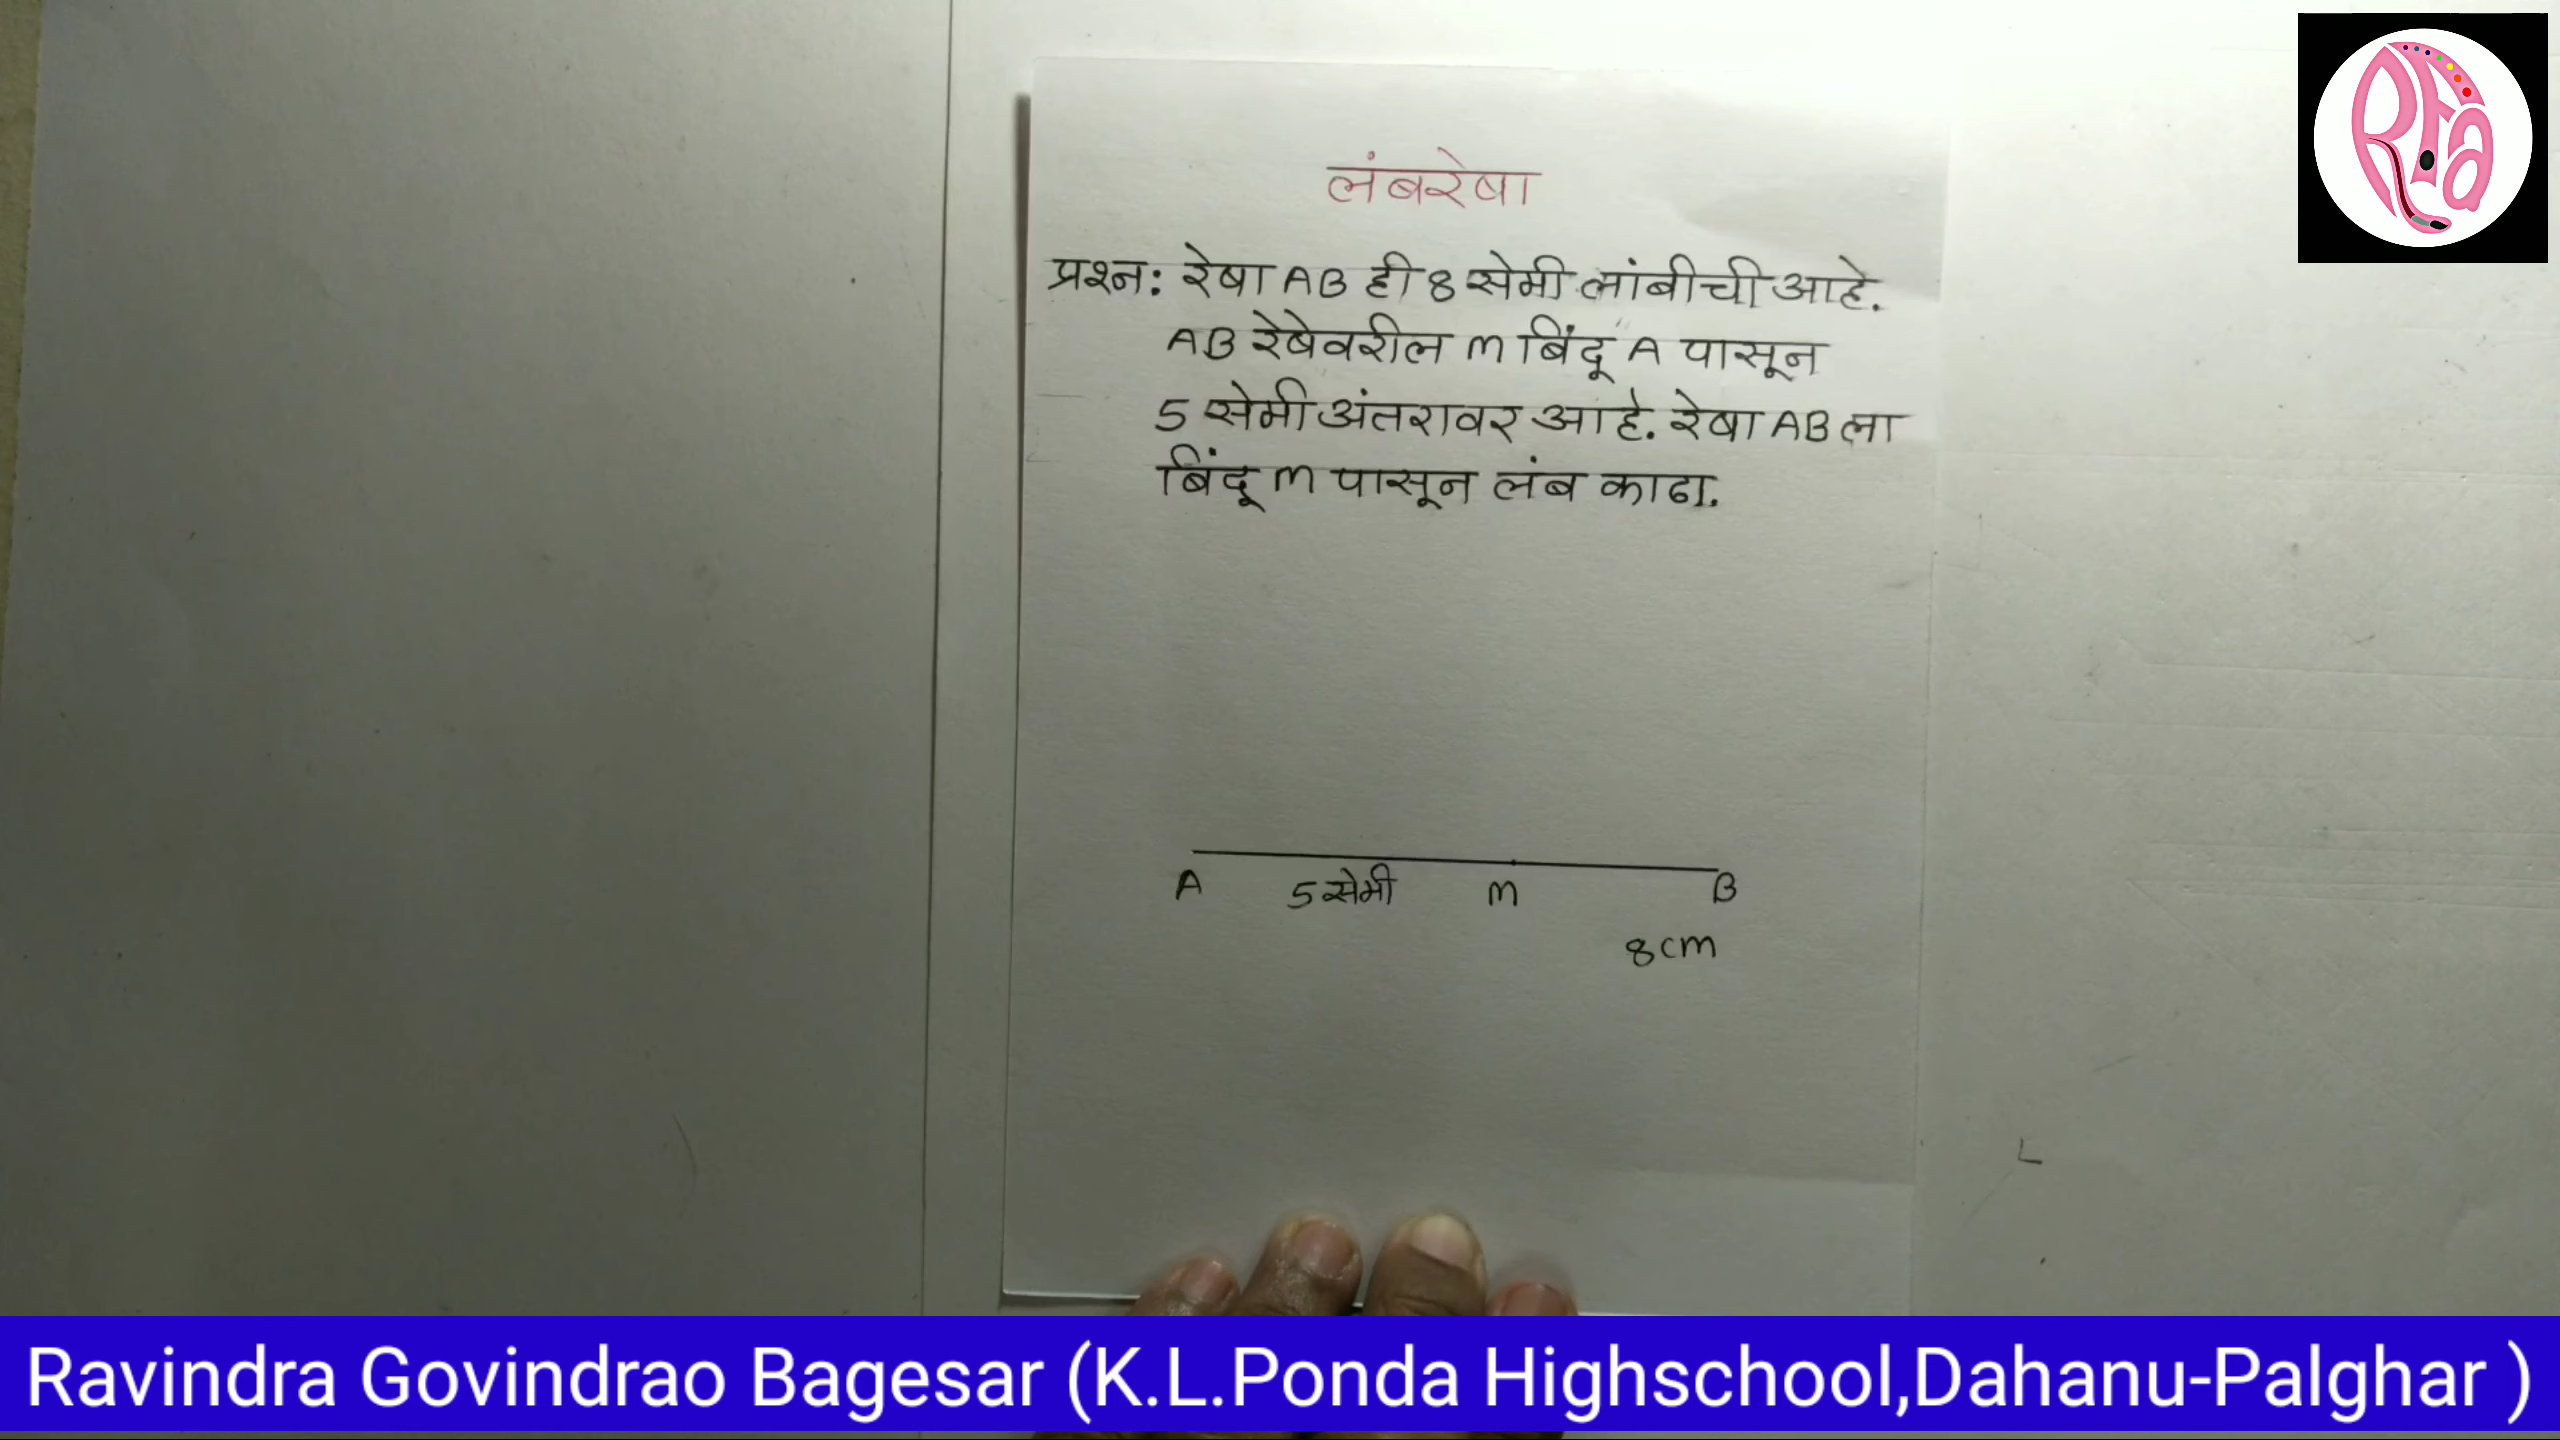 Rea
लंबरेषा
प्रश्न: रेषा AB ही 8 सेमी लांबीची आहे.
AB रेषेवरील m बिंदू A पासून
5 सेमी अंतरावर आहे. रेषा AB ला
बिंदू m पासून लंब काढा.
A 5 सेमी m B
8cm
Ravindra Govindrao Bagesar (K.L.Ponda Highschool,Dahanu-Palghar )